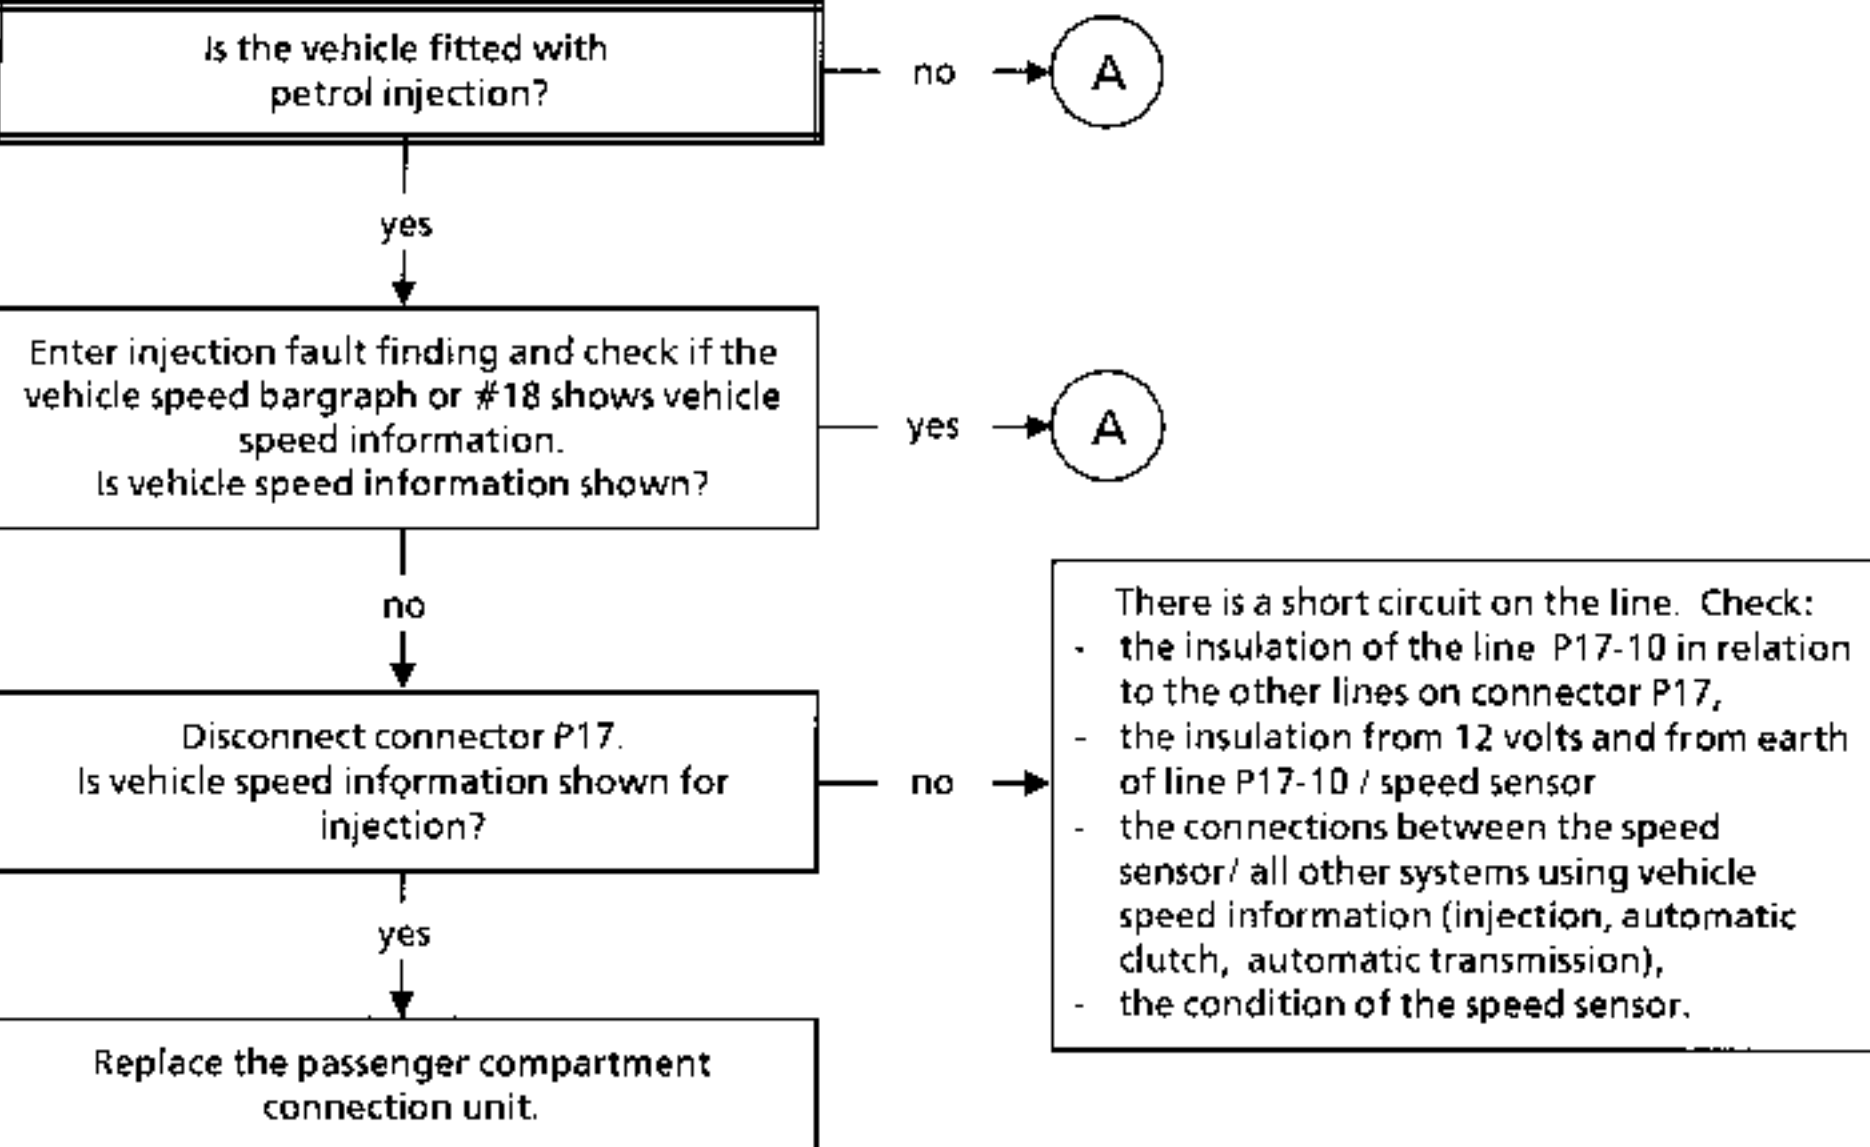 Is the vehicle fitted with
petrol injection?
no
A
yes
Enter injection fault finding and check if the
vehicle speed bargraph or #18 shows vehicle
speed information.
Is vehicle speed information shown?
yes
A
no
Disconnect connector P17.
Is vehicle speed information shown for
injection?
no
There is a short circuit on the line. Check:
- the insulation of the line P17-10 in relation
to the other lines on connector P17,
- the insulation from 12 volts and from earth
of line P17-10 / speed sensor
- the connections between the speed
sensor/ all other systems using vehicle
speed information (injection, automatic
clutch, automatic transmission),
- the condition of the speed sensor.
yes
Replace the passenger compartment
connection unit.